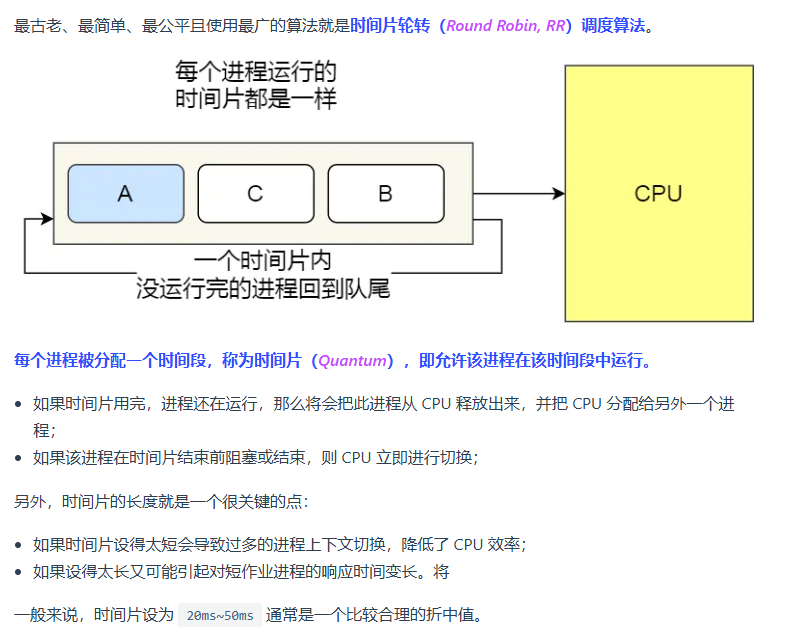 最古老、最简单、最公平且使用最广的算法就是时间片轮转（Round Robin, RR）调度算法。
每个进程运行的
时间片都是一样
A
C
B
CPU
一个时间片内
没运行完的进程回到队尾
每个进程被分配一个时间段，称为时间片（Quantum），即允许该进程在该时间段中运行。
• 如果时间片用完，进程还在运行，那么将会把此进程从 CPU 释放出来，并把 CPU 分配给另外一个进
程；
• 如果该进程在时间片结束前阻塞或结束，则 CPU 立即进行切换；
另外，时间片的长度就是一个很关键的点：
• 如果时间片设得太短会导致过多的进程上下文切换，降低了 CPU 效率；
• 如果设得太长又可能引起对短作业进程的响应时间变长。将
一般来说，时间片设为 20ms~50ms 通常是一个比较合理的折中值。